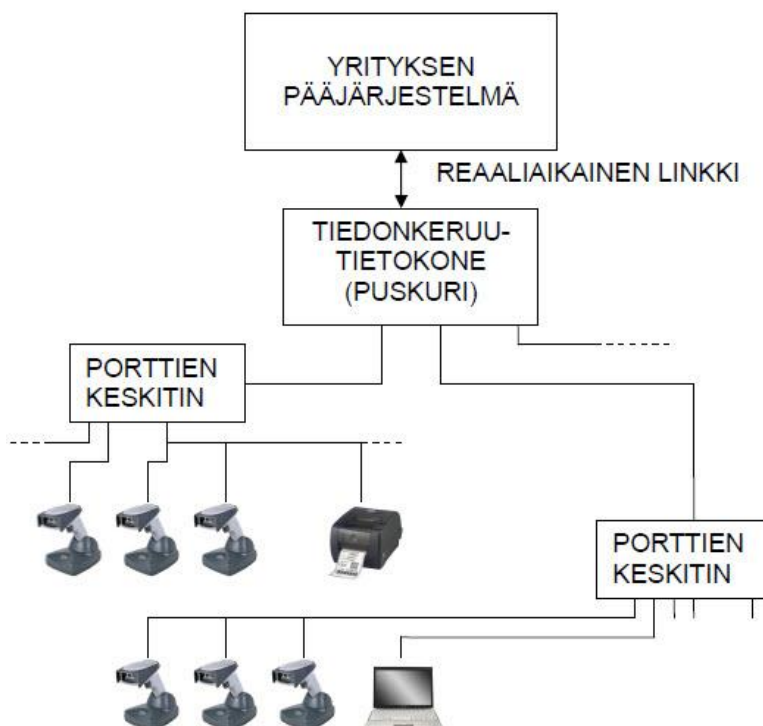 YRITYKSEN
PÄÄJÄRJESTELMÄ
REAALIAIKAINEN LINKKI
TIEDONKERUU-
TIETOKONE
(PUSKURI)
PORTTIEN
KESKITIN
PORTTIEN
KESKITIN